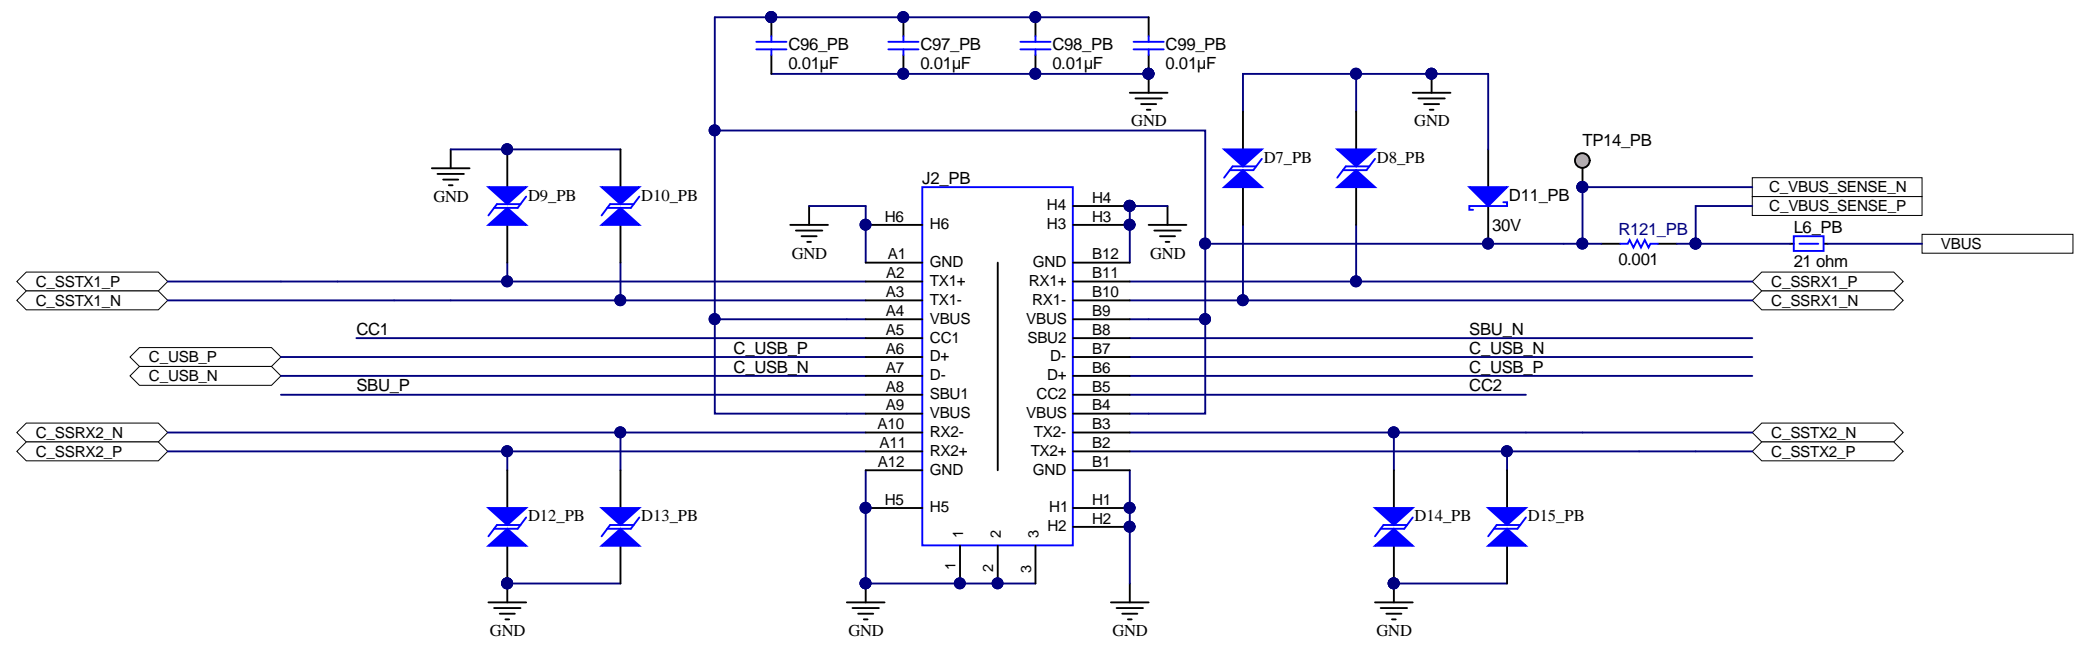 C96_PB
0.01µF
C97_PB
0.01µF
C98_PB
0.01µF
C99_PB
0.01µF
GND
GND
D9_PB
D10_PB
GND
D7_PB
D8_PB
D11_PB
30V
TP14_PB
C_VBUS_SENSE_N
C_VBUS_SENSE_P
R121_PB
0.001
L6_PB
21 ohm
VBUS
J2_PB
GND
GND
H6 H6
A1 GND
A2 TX1+
A3 TX1-
A4 VBUS
A5 CC1
A6 D+
A7 D-
A8 SBU1
A9 VBUS
A10 RX2-
A11 RX2+
A12 GND
H5 H5
H4 H4
H3 H3
GND B12
RX1+ B11
RX1- B10
VBUS B9
SBU2 B8
D- B7
D+ B6
CC2 B5
VBUS B4
TX2- B3
TX2+ B2
GND B1
H1 H1
H2 H2
1 2 3
1 2 3
C_SSTX1_P
C_SSTX1_N
CC1
C_USB_P
C_USB_P
C_USB_N
C_USB_N
SBU_P
C_SSRX2_N
C_SSRX2_P
C_SSRX1_P
C_SSRX1_N
SBU_N
C_USB_N
C_USB_P
CC2
C_SSTX2_N
C_SSTX2_P
D12_PB
D13_PB
D14_PB
D15_PB
GND
GND
GND
GND